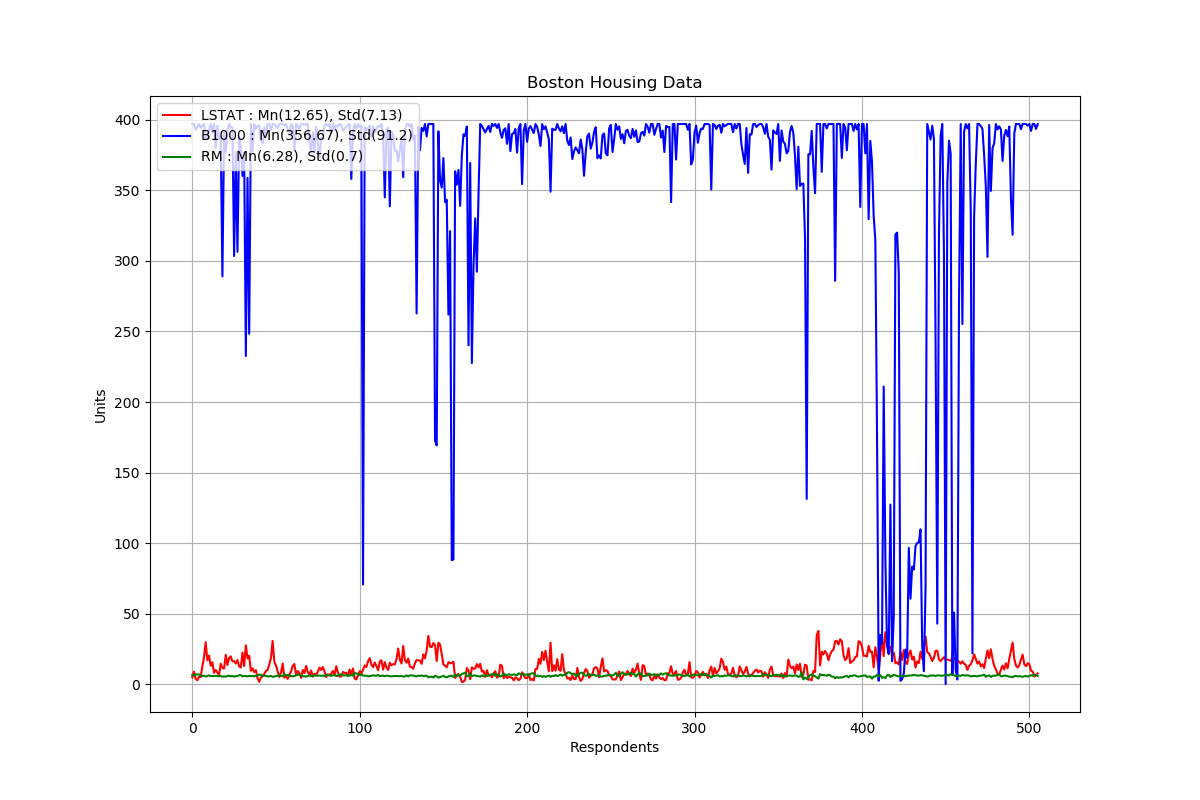 Boston Housing Data
LSTAT : Mn(12.65), Std(7.13)
B1000 : Mn(356.67), Std(91.2)
RM : Mn(6.28), Std(0.7)
400
350
300
250
200
150
100
50
0
Units
0 100 200 300 400 500
Respondents